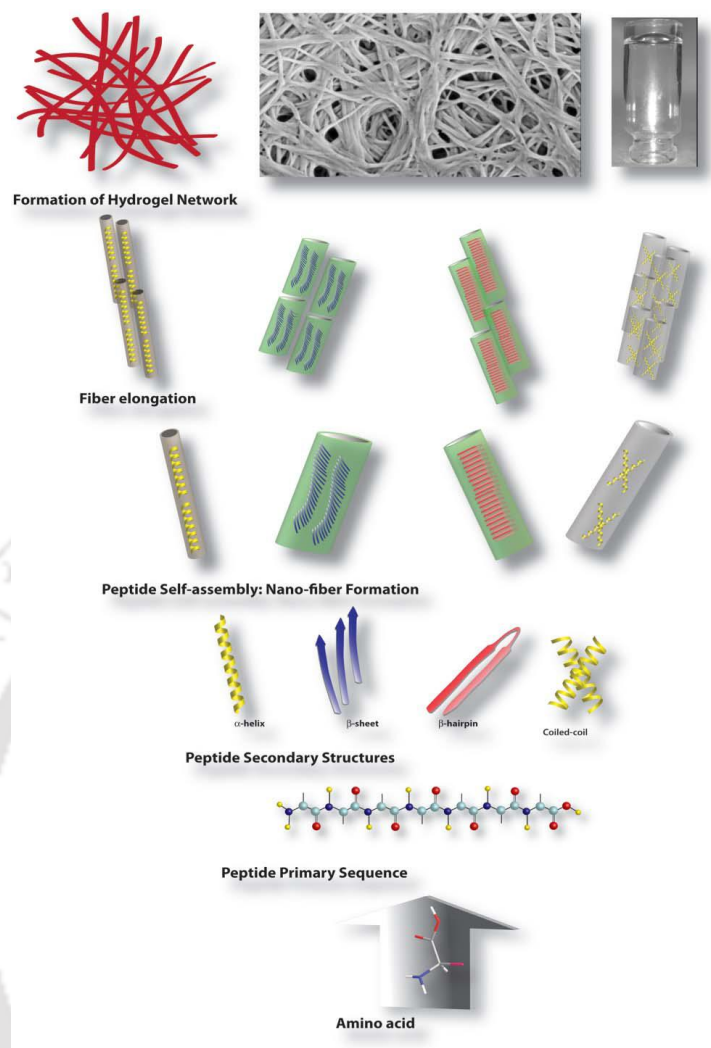 Formation of Hydrogel Network
Fiber elongation
Peptide Self-assembly: Nano-fiber Formation
α-helix
β-sheet
β-hairpin
Coiled-coil
Peptide Secondary Structures
Peptide Primary Sequence
Amino acid